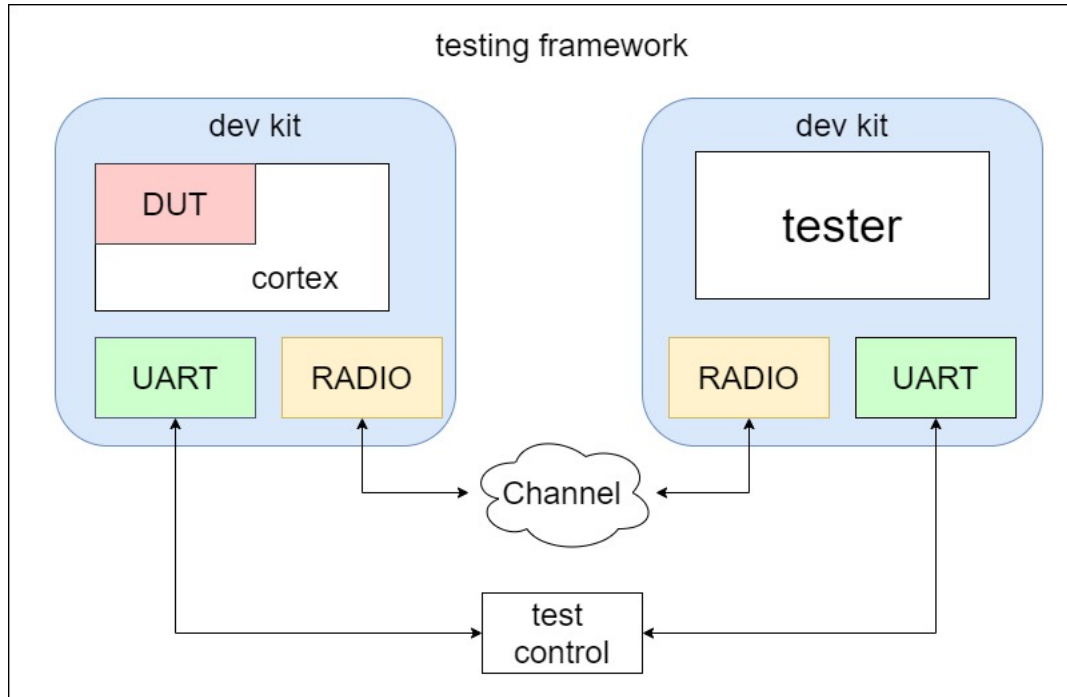 testing framework
dev kit
DUT
cortex
UART
RADIO
dev kit
tester
RADIO
UART
Channel
test
control